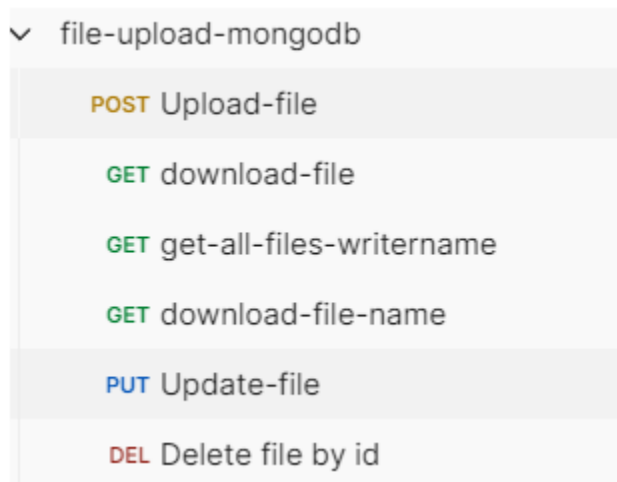 file-upload-mongodb
POST Upload-file
GET download-file
GET get-all-files-writername
GET download-file-name
PUT Update-file
DEL Delete file by id